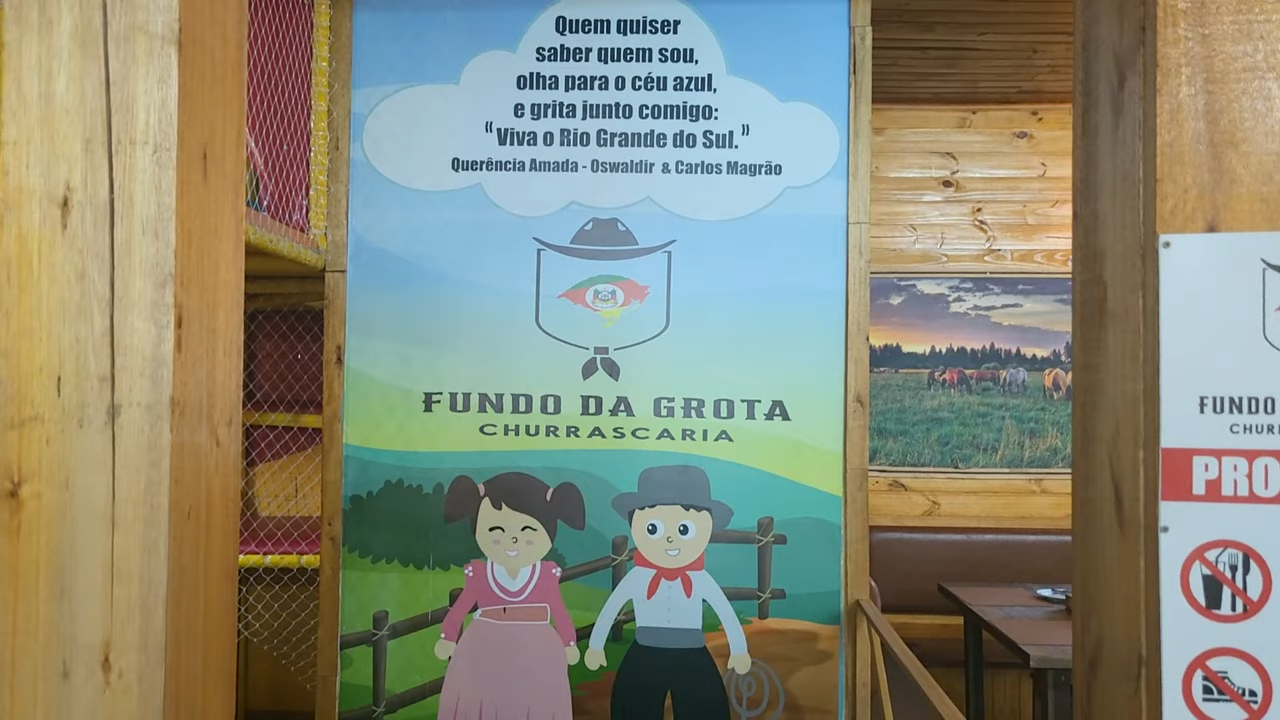 Quem quiser
saber quem sou,
olha para o céu azul,
e grita junto comigo:
“Viva o Rio Grande do Sul.”
Querência Amada - Oswaldir & Carlos Magrão
FUNDO DA GROTA
CHURRASCARIA
FUNDO
CHURR
PRO